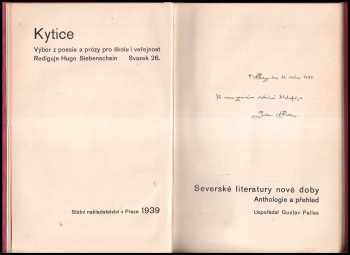 Kytice
Výbor z poesie a prózy pro školu i veřejnost
Rediguje Hugo Siebenschein Svazek 26.
Státní nakladatelství v Praze 1939
Severské literatury nové doby
Anthologie a přehled
Uspořádal Gustav Pallas